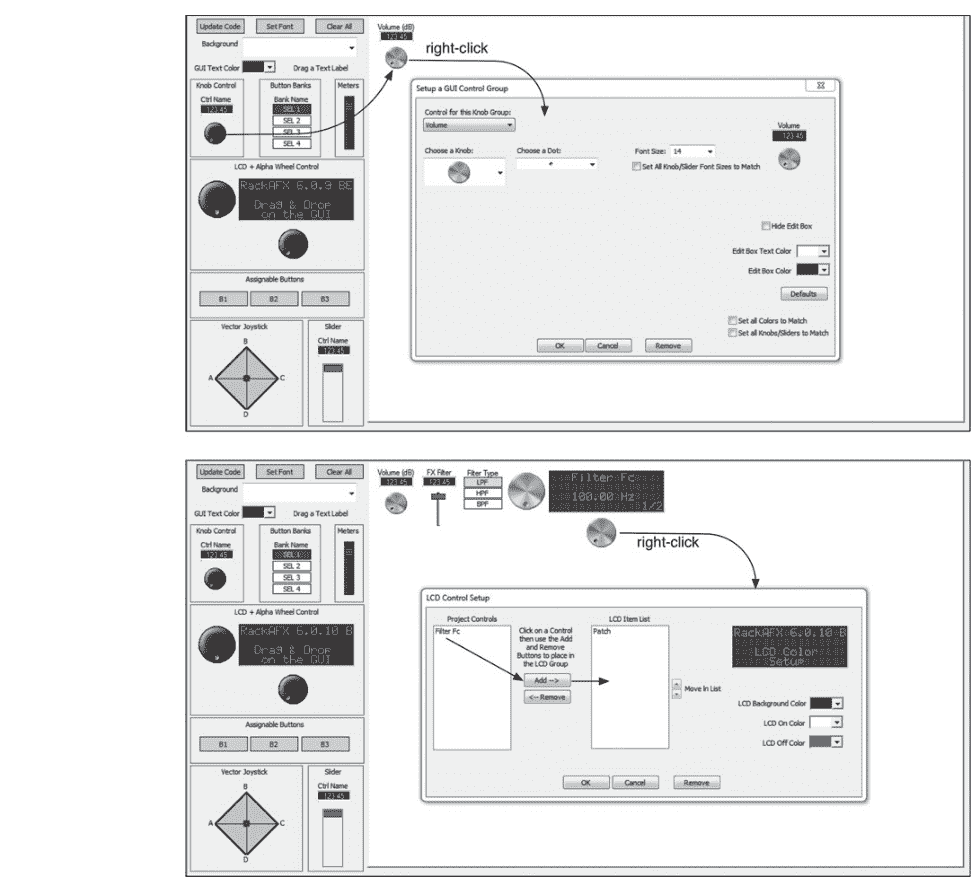 Update Code Set Font Clear All
Background
GUI Text Color Drag a Text Label
Knob Control Button Banks Meters
Ctrl Name Bank Name
123.45 SEL 1
SEL 2
SEL 3
SEL 4
LCD + Alpha Wheel Control
RackAFX 6.0.9 BE
Drag & Drop
on the GUI
Assignable Buttons
B1 B2 B3
Vector Joystick Slider
B Ctrl Name
123.45
A C
D
Volume (dB)
123.45
right-click
Setup a GUI Control Group
Control for this Knob Group:
Volume
Choose a Knob: Choose a Dot: Font Size: 14
Set All Knob/Slider Font Sizes to Match
Volume
123.45
Hide Edit Box
Edit Box Text Color
Edit Box Color
Defaults
Set all Colors to Match
Set all Knobs/Sliders to Match
OK Cancel Remove
Update Code Set Font Clear All
Background
GUI Text Color Drag a Text Label
Knob Control Button Banks Meters
Ctrl Name Bank Name
123.45 SEL 1
SEL 2
SEL 3
SEL 4
LCD + Alpha Wheel Control
RackAFX 6.0.10 B
Drag & Drop
on the GUI
Assignable Buttons
B1 B2 B3
Vector Joystick Slider
B Ctrl Name
123.45
A C
D
Volume (dB) FX Filter Filter Type
123.45 123.45 LPF
HPF
BPF
Filter Fc
100.00 Hz
1/2
right-click
LCD Control Setup
Project Controls LCD Item List
Filter Fc Patch
Click on a Control
then use the Add
and Remove
Buttons to place in
the LCD Group
Add -->
<-- Remove
Move in List
RackAFX 6.0.10 B
LCD Color
Setup
LCD Background Color
LCD On Color
LCD Off Color
OK Cancel Remove